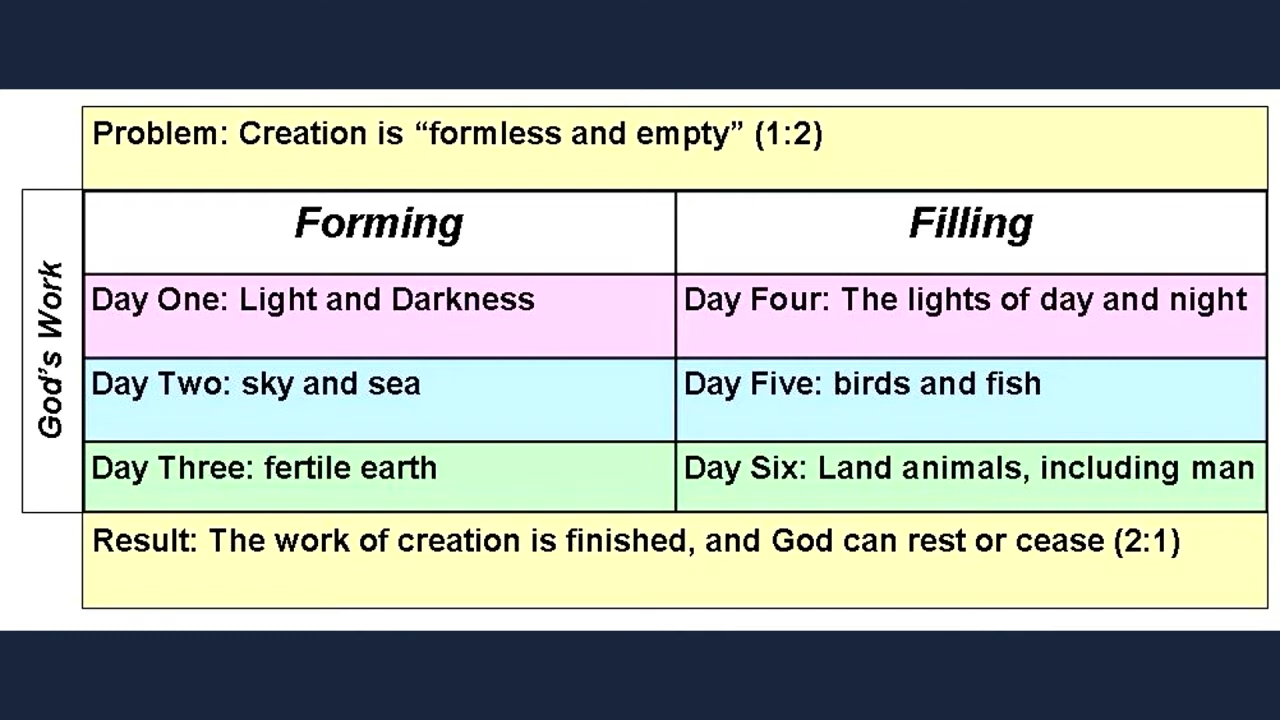 Problem: Creation is “formless and empty” (1:2)
God’s Work
Forming
Filling
Day One: Light and Darkness
Day Four: The lights of day and night
Day Two: sky and sea
Day Five: birds and fish
Day Three: fertile earth
Day Six: Land animals, including man
Result: The work of creation is finished, and God can rest or cease (2:1)